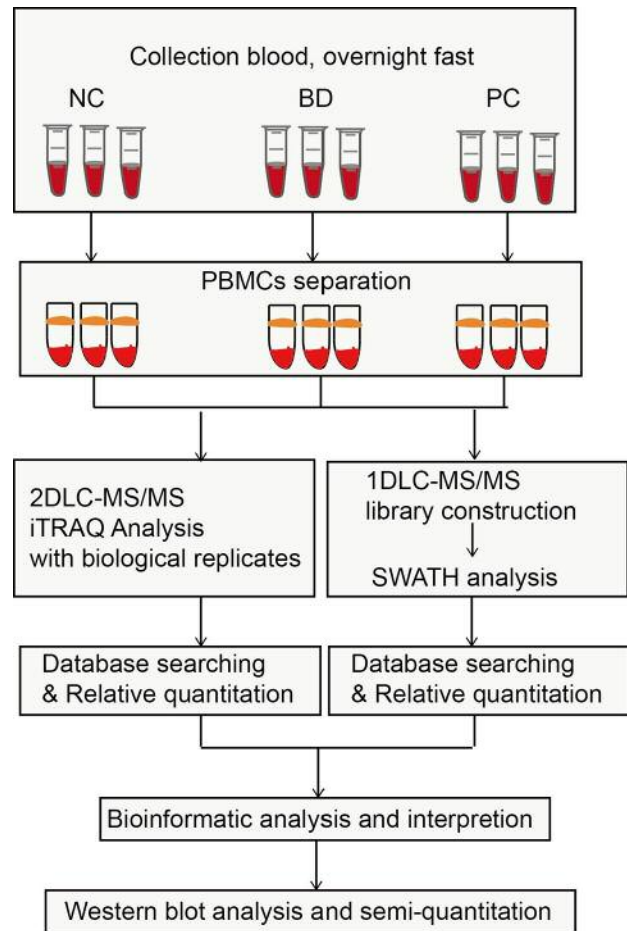 Collection blood, overnight fast
NC
BD
PC
PBMCs separation
2DLC-MS/MS
iTRAQ Analysis
with biological replicates
1DLC-MS/MS
library construction
SWATH analysis
Database searching
& Relative quantitation
Database searching
& Relative quantitation
Bioinformatic analysis and interpretion
Western blot analysis and semi-quantitation